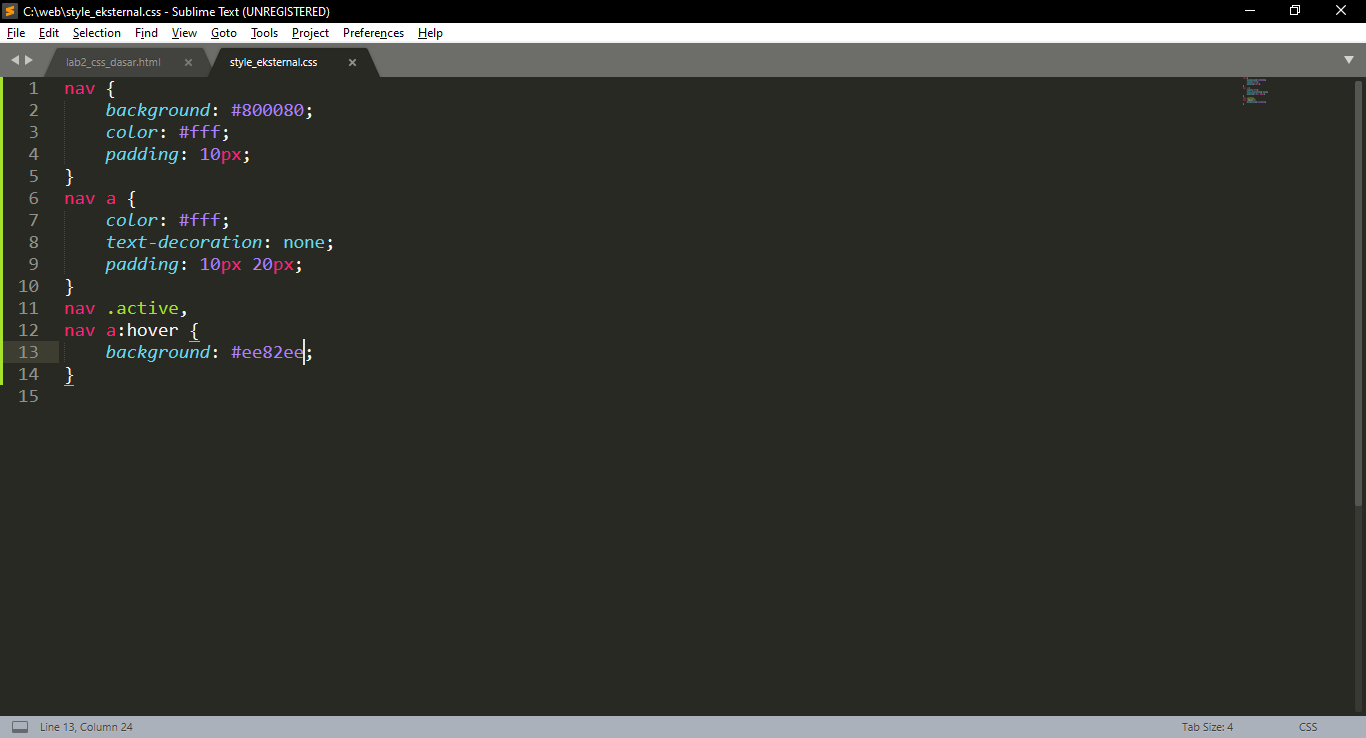 C:\web\style_eksternal.css - Sublime Text (UNREGISTERED)
File Edit Selection Find View Goto Tools Project Preferences Help
lab2_css_dasar.html style_eksternal.css
1 nav {
2     background: #800080;
3     color: #fff;
4     padding: 10px;
5 }
6 nav a {
7     color: #fff;
8     text-decoration: none;
9     padding: 10px 20px;
10 }
11 nav .active,
12 nav a:hover {
13     background: #ee82ee;
14 }
15
Line 13, Column 24 Tab Size: 4 CSS